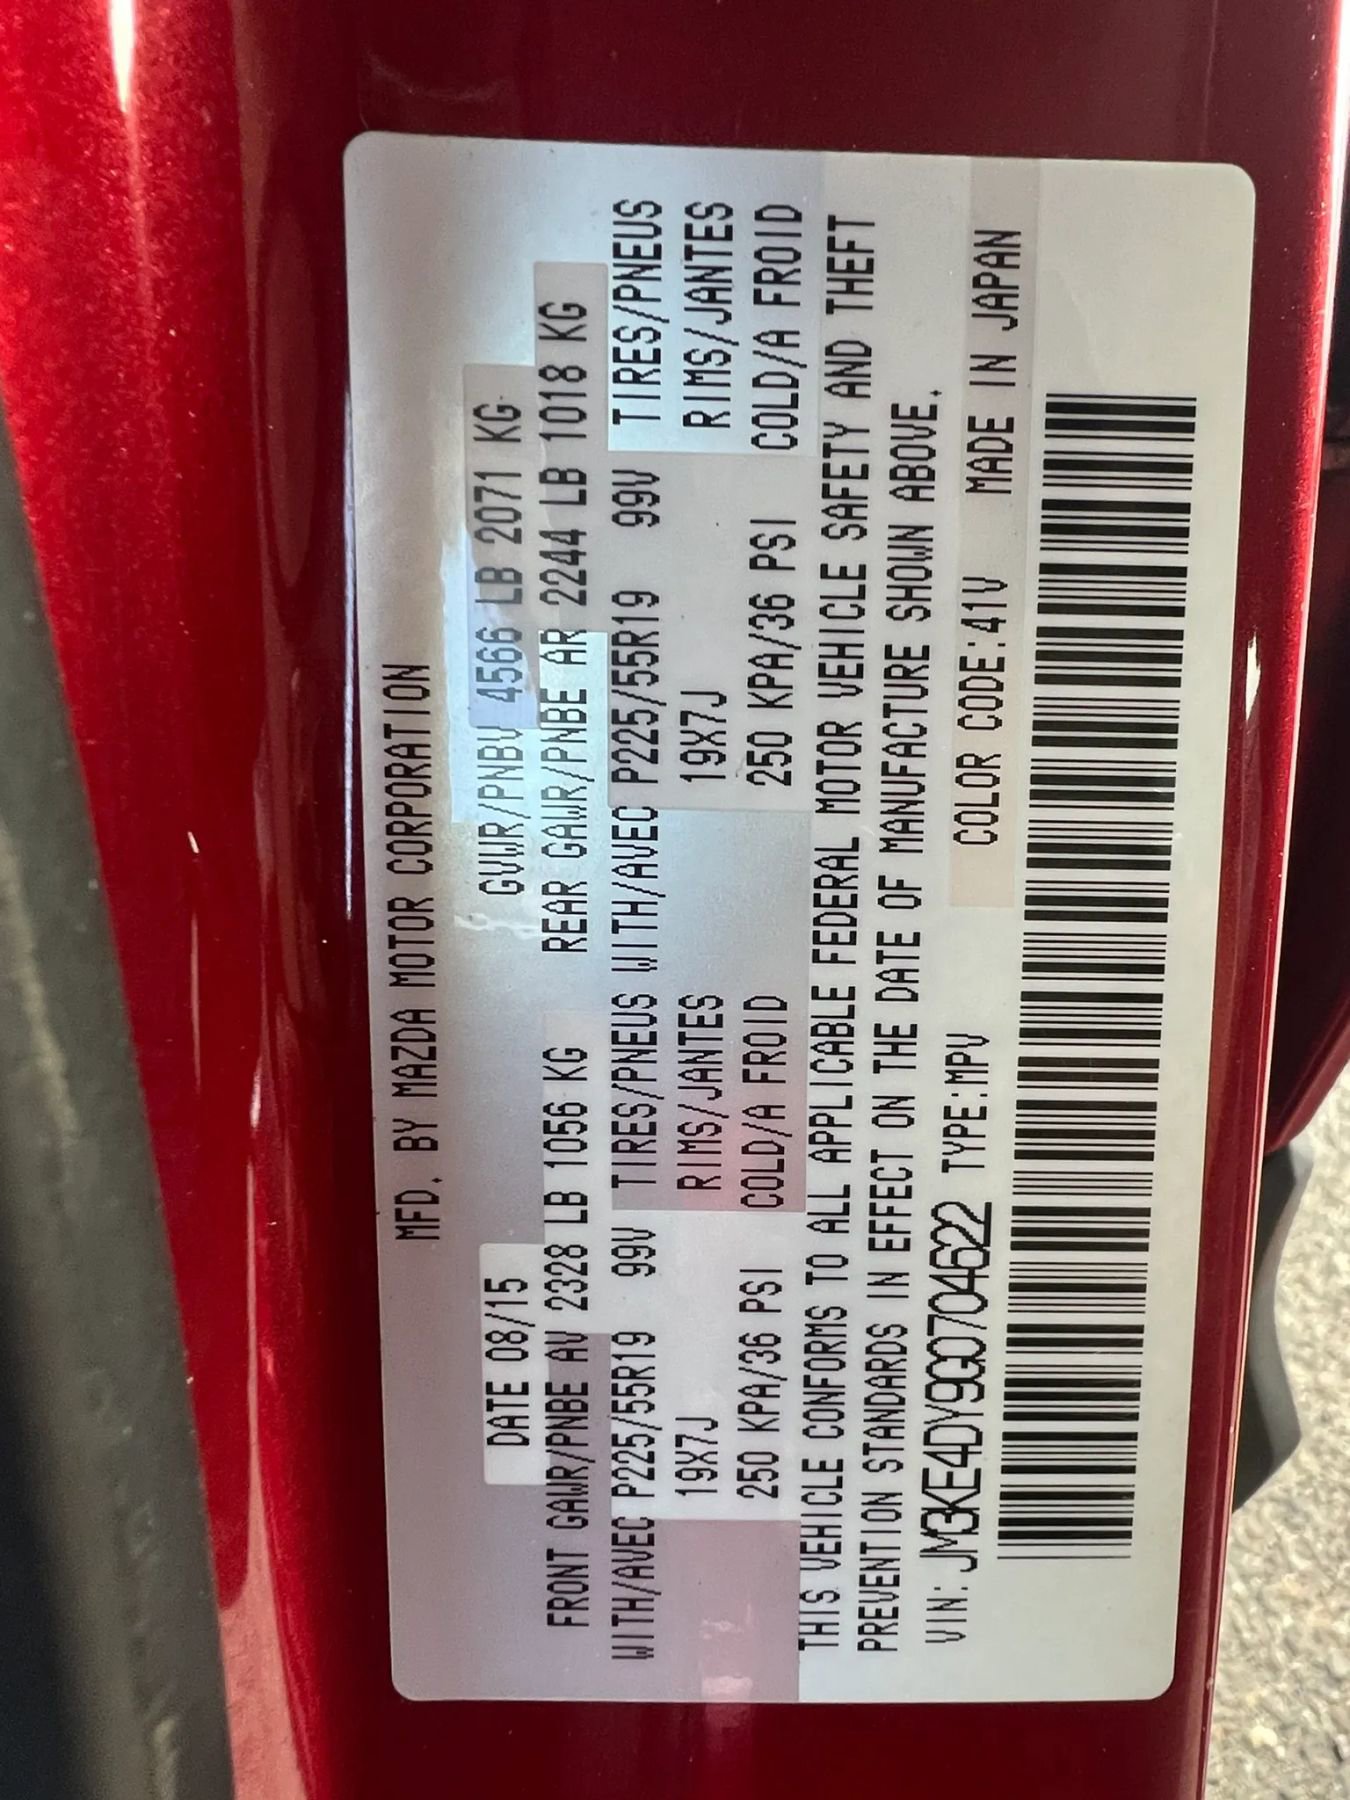 MFD. BY MAZDA MOTOR CORPORATION
DATE 08/15 GVWR/PNBV 4566 LB 2071 KG
FRONT GAWR/PNBE AV 2328 LB 1056 KG REAR GAWR/PNBE AR 2244 LB 1018 KG
WITH/AVEC P225/55R19 99V TIRES/PNEUS WITH/AVEC P225/55R19 99V TIRES/PNEUS
19X7J RIMS/JANTES 19X7J RIMS/JANTES
250 KPA/36 PSI COLD/A FROID 250 KPA/36 PSI COLD/A FROID
THIS VEHICLE CONFORMS TO ALL APPLICABLE FEDERAL MOTOR VEHICLE SAFETY AND THEFT
PREVENTION STANDARDS IN EFFECT ON THE DATE OF MANUFACTURE SHOWN ABOVE.
VIN: JM3KE4DY9G0704622 TYPE:MPV COLOR CODE:41V MADE IN JAPAN